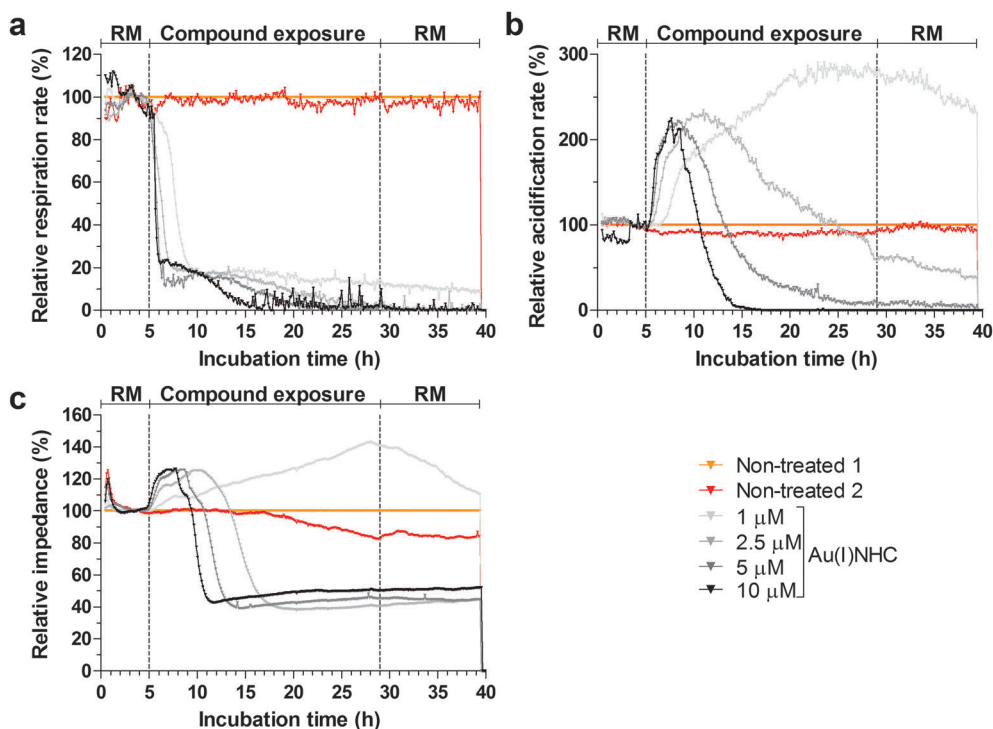 a
RM Compound exposure RM
Relative respiration rate (%)
120
100
80
60
40
20
0
0 5 10 15 20 25 30 35 40
Incubation time (h)
b
RM Compound exposure RM
Relative acidification rate (%)
300
200
100
0
0 5 10 15 20 25 30 35 40
Incubation time (h)
c
RM Compound exposure RM
Relative impedance (%)
160
140
120
100
80
60
40
20
0
0 5 10 15 20 25 30 35 40
Incubation time (h)
Non-treated 1
Non-treated 2
1 μM
2.5 μM
5 μM
10 μM
Au(I)NHC